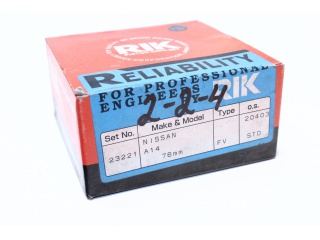 RIK
RELIABILITY
FOR PROFESSIONAL
ENGINEERS
RIK
2-2-4
Set No. Make & Model Type o.s.
23221 NISSAN A14 76mm FV 20403 STD